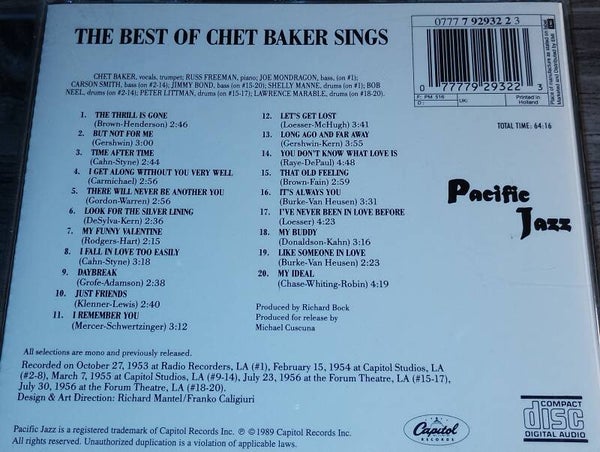 THE BEST OF CHET BAKER SINGS
CHET BAKER, vocals, trumpet; RUSS FREEMAN, piano; JOE MONDRAGON, bass, (on #1);
CARSON SMITH, bass (on #2-14); JIMMY BOND, bass (on #15-20); SHELLY MANNE, drums (on #1); BOB
NEEL, drums (on #2-14); PETER LITTMAN, drums (on #15-17); LAWRENCE MARABLE, drums (on #18-20).
1. THE THRILL IS GONE
(Brown-Henderson) 2:46
2. BUT NOT FOR ME
(Gershwin) 3:00
3. TIME AFTER TIME
(Cahn-Styne) 2:44
4. I GET ALONG WITHOUT YOU VERY WELL
(Carmichael) 2:56
5. THERE WILL NEVER BE ANOTHER YOU
(Gordon-Warren) 2:56
6. LOOK FOR THE SILVER LINING
(DeSylva-Kern) 2:36
7. MY FUNNY VALENTINE
(Rodgers-Hart) 2:15
8. I FALL IN LOVE TOO EASILY
(Cahn-Styne) 3:18
9. DAYBREAK
(Grofe-Adamson) 2:38
10. JUST FRIENDS
(Klenner-Lewis) 2:40
11. I REMEMBER YOU
(Mercer-Schwertzinger) 3:12
12. LET'S GET LOST
(Loesser-McHugh) 3:41
13. LONG AGO AND FAR AWAY
(Gershwin-Kern) 3:55
14. YOU DON'T KNOW WHAT LOVE IS
(Raye-DePaul) 4:48
15. THAT OLD FEELING
(Brown-Fain) 2:59
16. IT'S ALWAYS YOU
(Burke-Van Heusen) 3:31
17. I'VE NEVER BEEN IN LOVE BEFORE
(Loesser) 4:23
18. MY BUDDY
(Donaldson-Kahn) 3:16
19. LIKE SOMEONE IN LOVE
(Burke-Van Heusen) 2:23
20. MY IDEAL
(Chase-Whiting-Robin) 4:19
Produced by Richard Bock
Produced for release by
Michael Cuscuna
0777 7 92932 2 3
0 77779 29322 3
F: PM 516
D:
UK:
Printed in
Holland
TOTAL TIME: 64:16
Pacific
Jazz
All selections are mono and previously released.
Recorded on October 27, 1953 at Radio Recorders, LA (#1), February 15, 1954 at Capitol Studios, LA
(#2-8), March 7, 1955 at Capitol Studios, LA (#9-14), July 23, 1956 at the Forum Theatre, LA (#15-17),
July 30, 1956 at the Forum Theatre, LA (#18-20).
Design & Art Direction: Richard Mantel/Franko Caligiuri
Pacific Jazz is a registered trademark of Capitol Records Inc. ℗ ©1989 Capitol Records Inc.
All rights reserved. Unauthorized duplication is a violation of applicable laws.
Capitol
RECORDS
COMPACT
disc
DIGITAL AUDIO